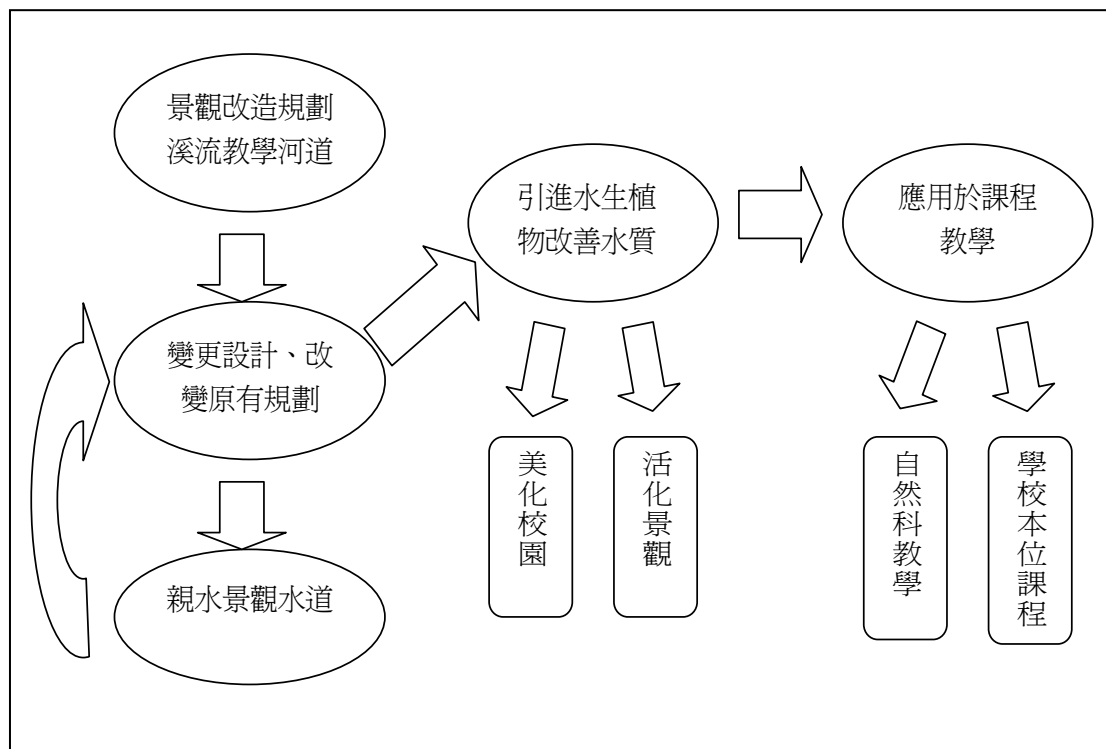 景觀改造規劃
溪流教學河道
變更設計、改
變原有規劃
親水景觀水道
引進水生植
物改善水質
美化校園
活化景觀
應用於課程
教學
自然科教學
學校本位課程